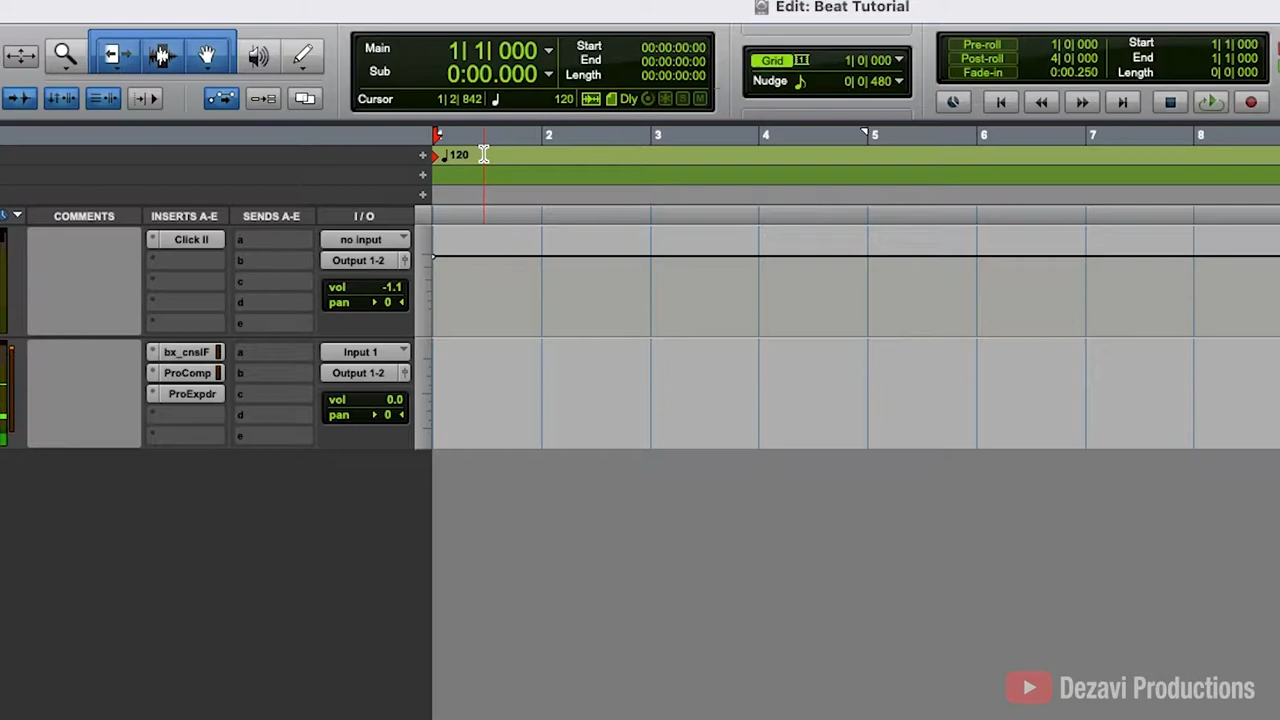 Edit: Beat Tutorial
Main 1| 1| 000
Sub 0:00.000
Start 00:00:00:00
End 00:00:00:00
Length 00:00:00:00
Cursor 1| 2| 842 120 Dly S M
Grid 1| 0| 000
Nudge 0| 0| 480
Pre-roll 1| 0| 000
Post-roll 4| 0| 000
Fade-in 0:00.250
Start 1| 1| 000
End 1| 1| 000
Length 0| 0| 000
2 3 4 5 6 7 8
120
COMMENTS INSERTS A-E SENDS A-E I / O
Click II a no input
b Output 1-2
c vol -1.1
d pan 0
e
bx_cnslF a Input 1
ProComp b Output 1-2
ProExpdr c vol 0.0
d pan 0
e
Dezavi Productions